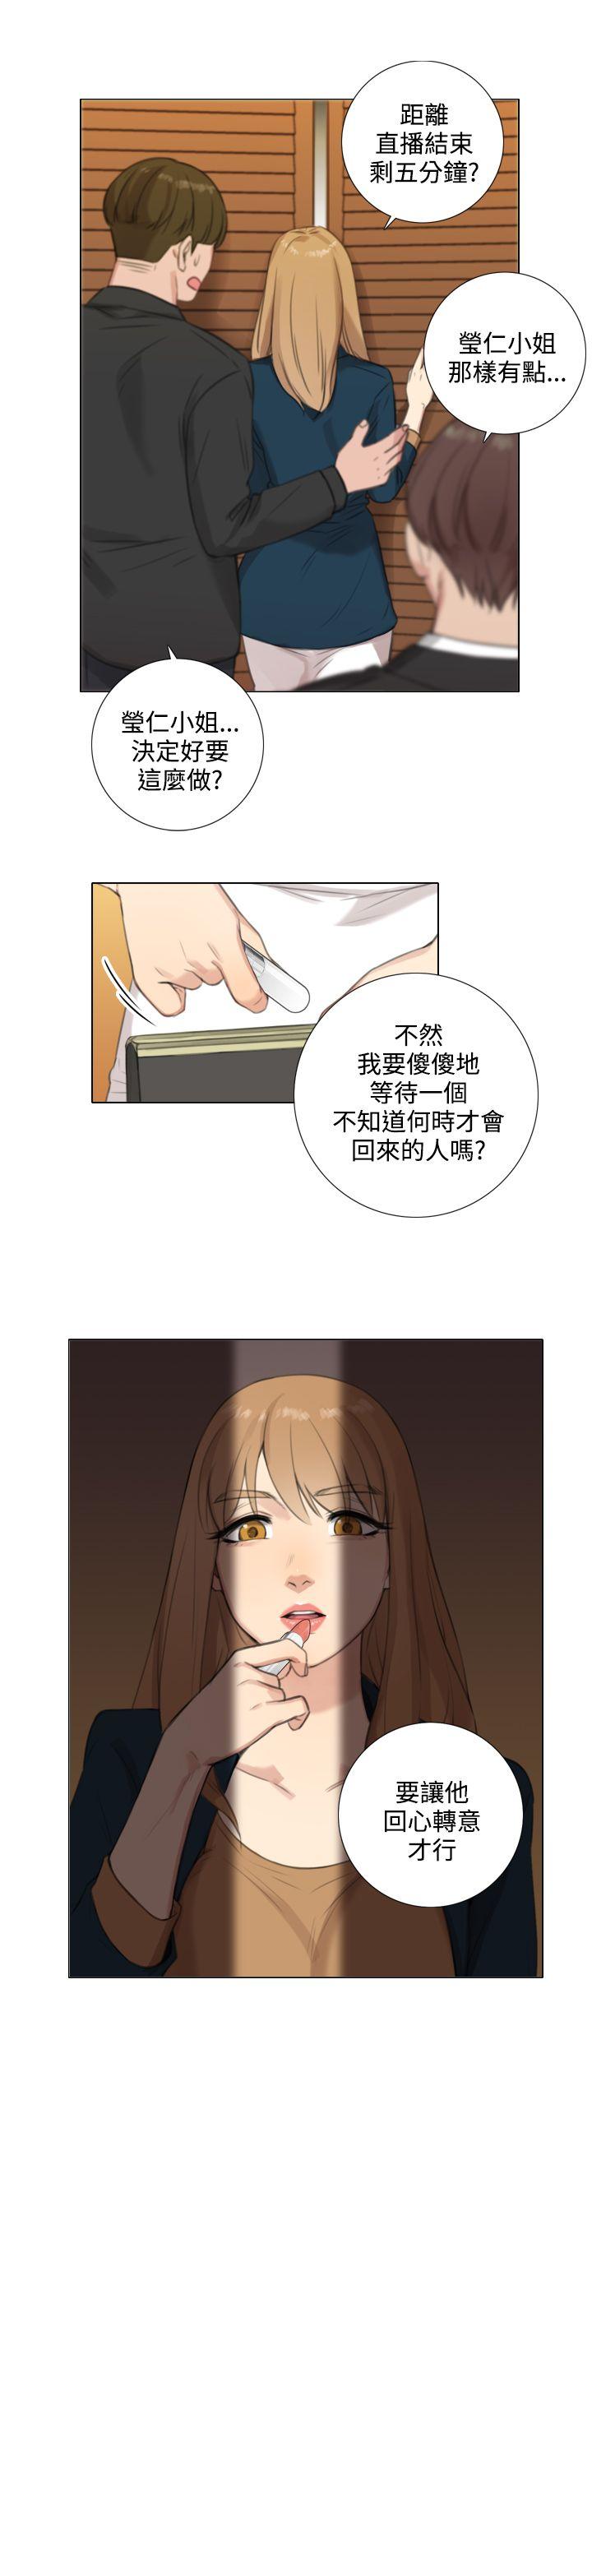 距離
直播結束
剩五分鐘?
瑩仁小姐
那樣有點...
瑩仁小姐...
決定好要
這麼做?
不然
我要傻傻地
等待一個
不知道何時才會
回來的人嗎?
要讓他
回心轉意
才行